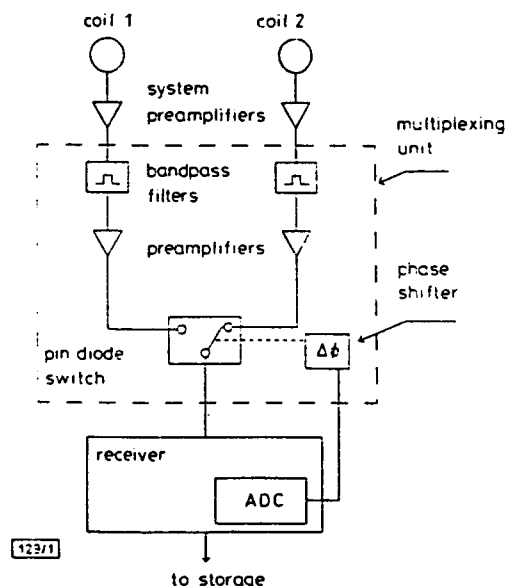 coil 1
coil 2
system
preamplifiers
multiplexing
unit
bandpass
filters
preamplifiers
phase
shifter
pin diode
switch
Δϕ
receiver
ADC
123/1
to storage